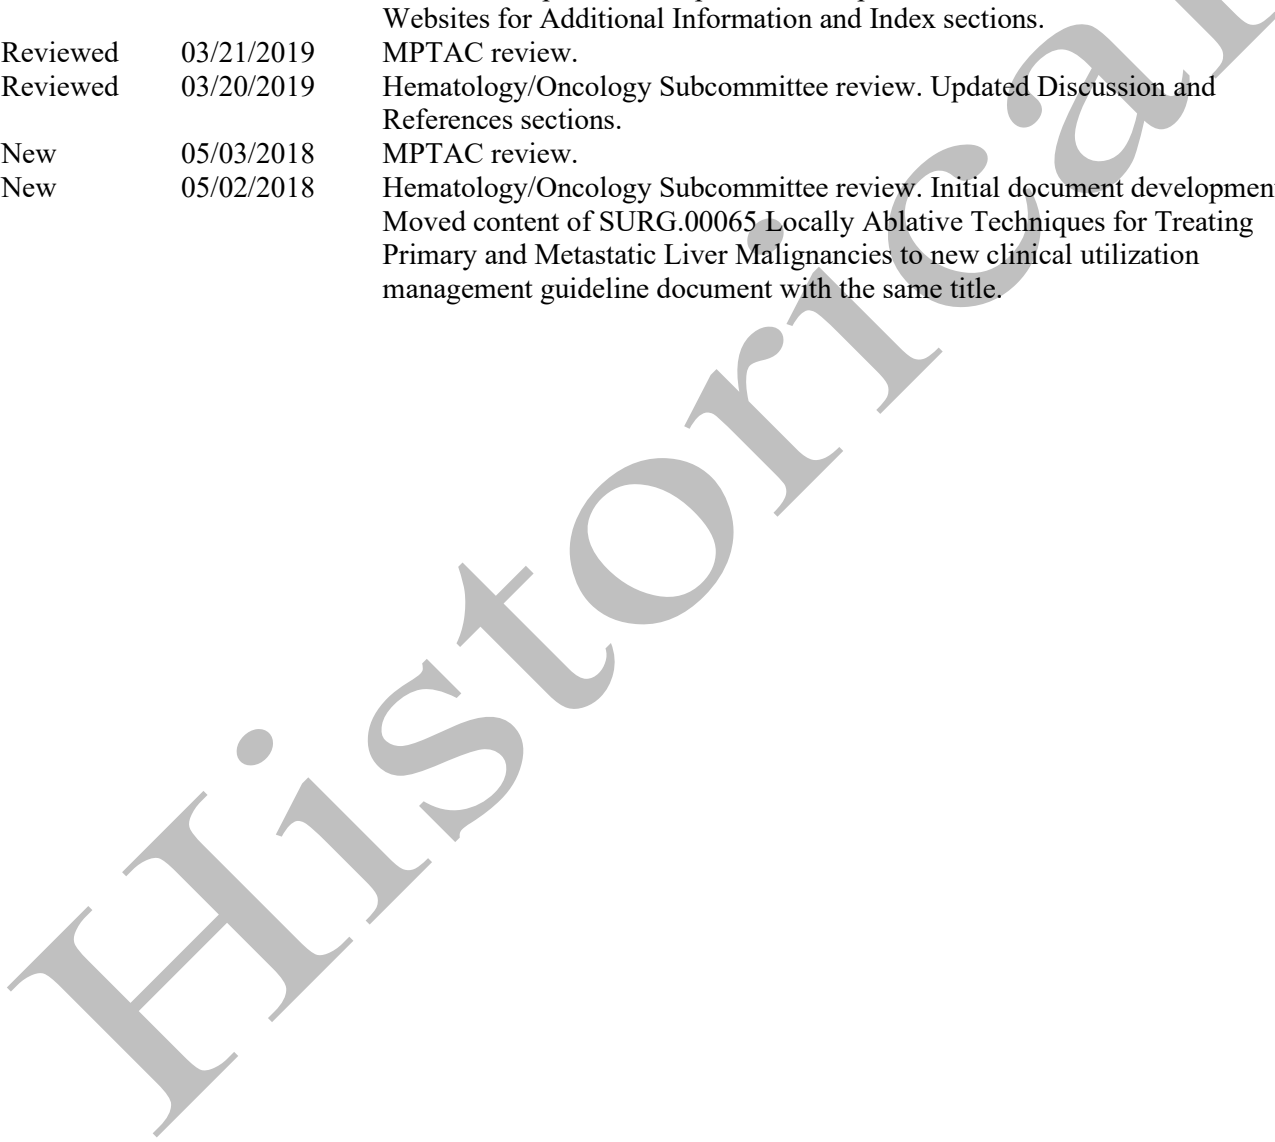 Websites for Additional Information and Index sections.
Reviewed 03/21/2019 MPTAC review.
Reviewed 03/20/2019 Hematology/Oncology Subcommittee review. Updated Discussion and
References sections.
New 05/03/2018 MPTAC review.
New 05/02/2018 Hematology/Oncology Subcommittee review. Initial document development
Moved content of SURG.00065 Locally Ablative Techniques for Treating
Primary and Metastatic Liver Malignancies to new clinical utilization
management guideline document with the same title.
Historical